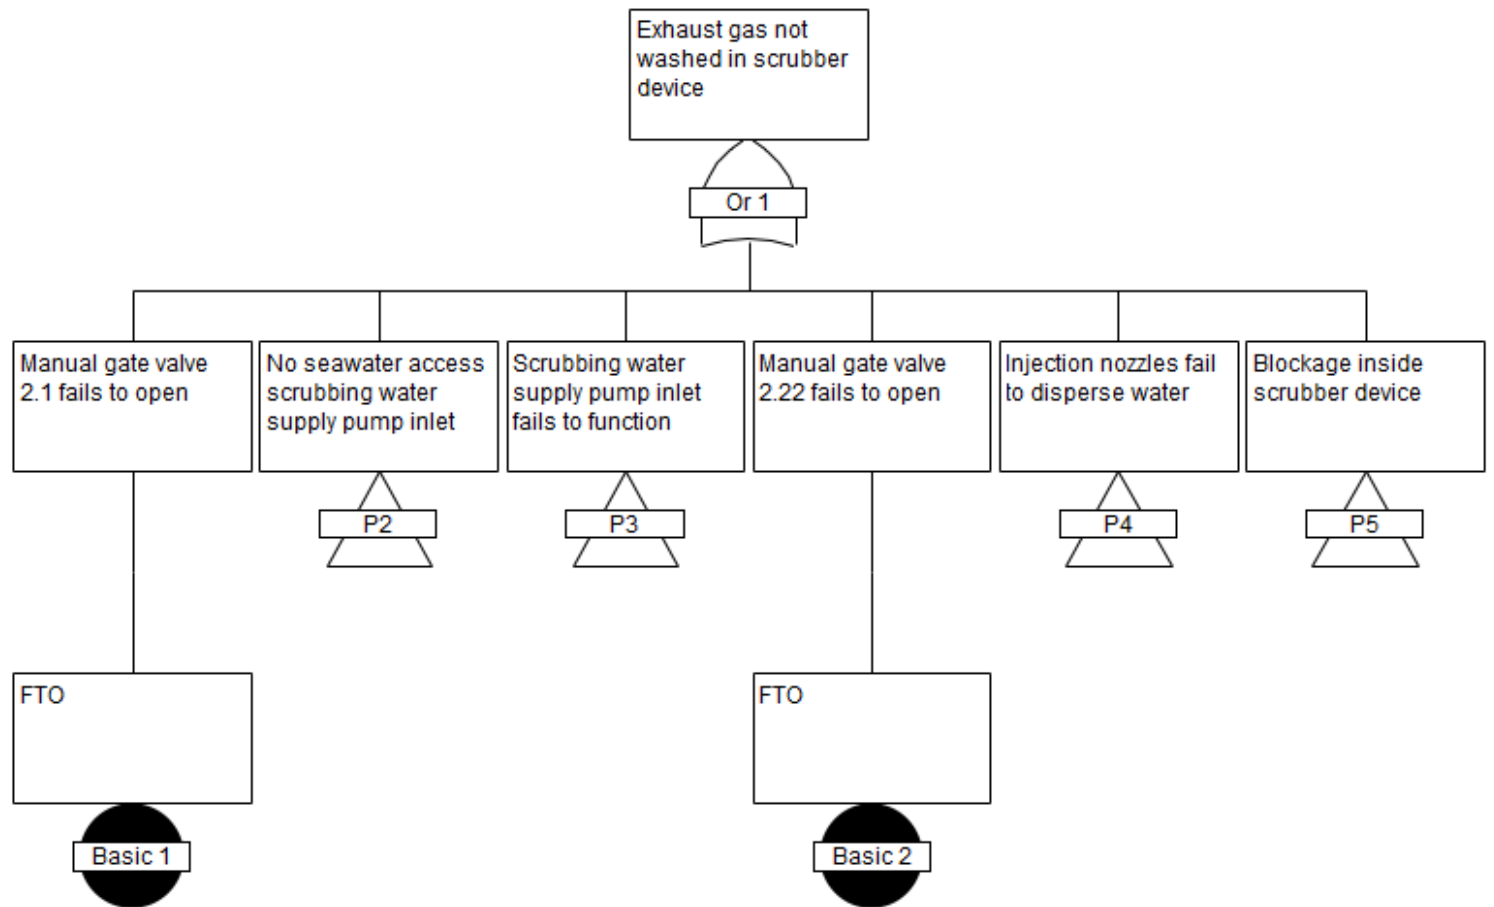 Exhaust gas not
washed in scrubber
device
Or 1
Manual gate valve
2.1 fails to open
No seawater access
scrubbing water
supply pump inlet
Scrubbing water
supply pump inlet
fails to function
Manual gate valve
2.22 fails to open
Injection nozzles fail
to disperse water
Blockage inside
scrubber device
P2
P3
P4
P5
FTO
FTO
Basic 1
Basic 2